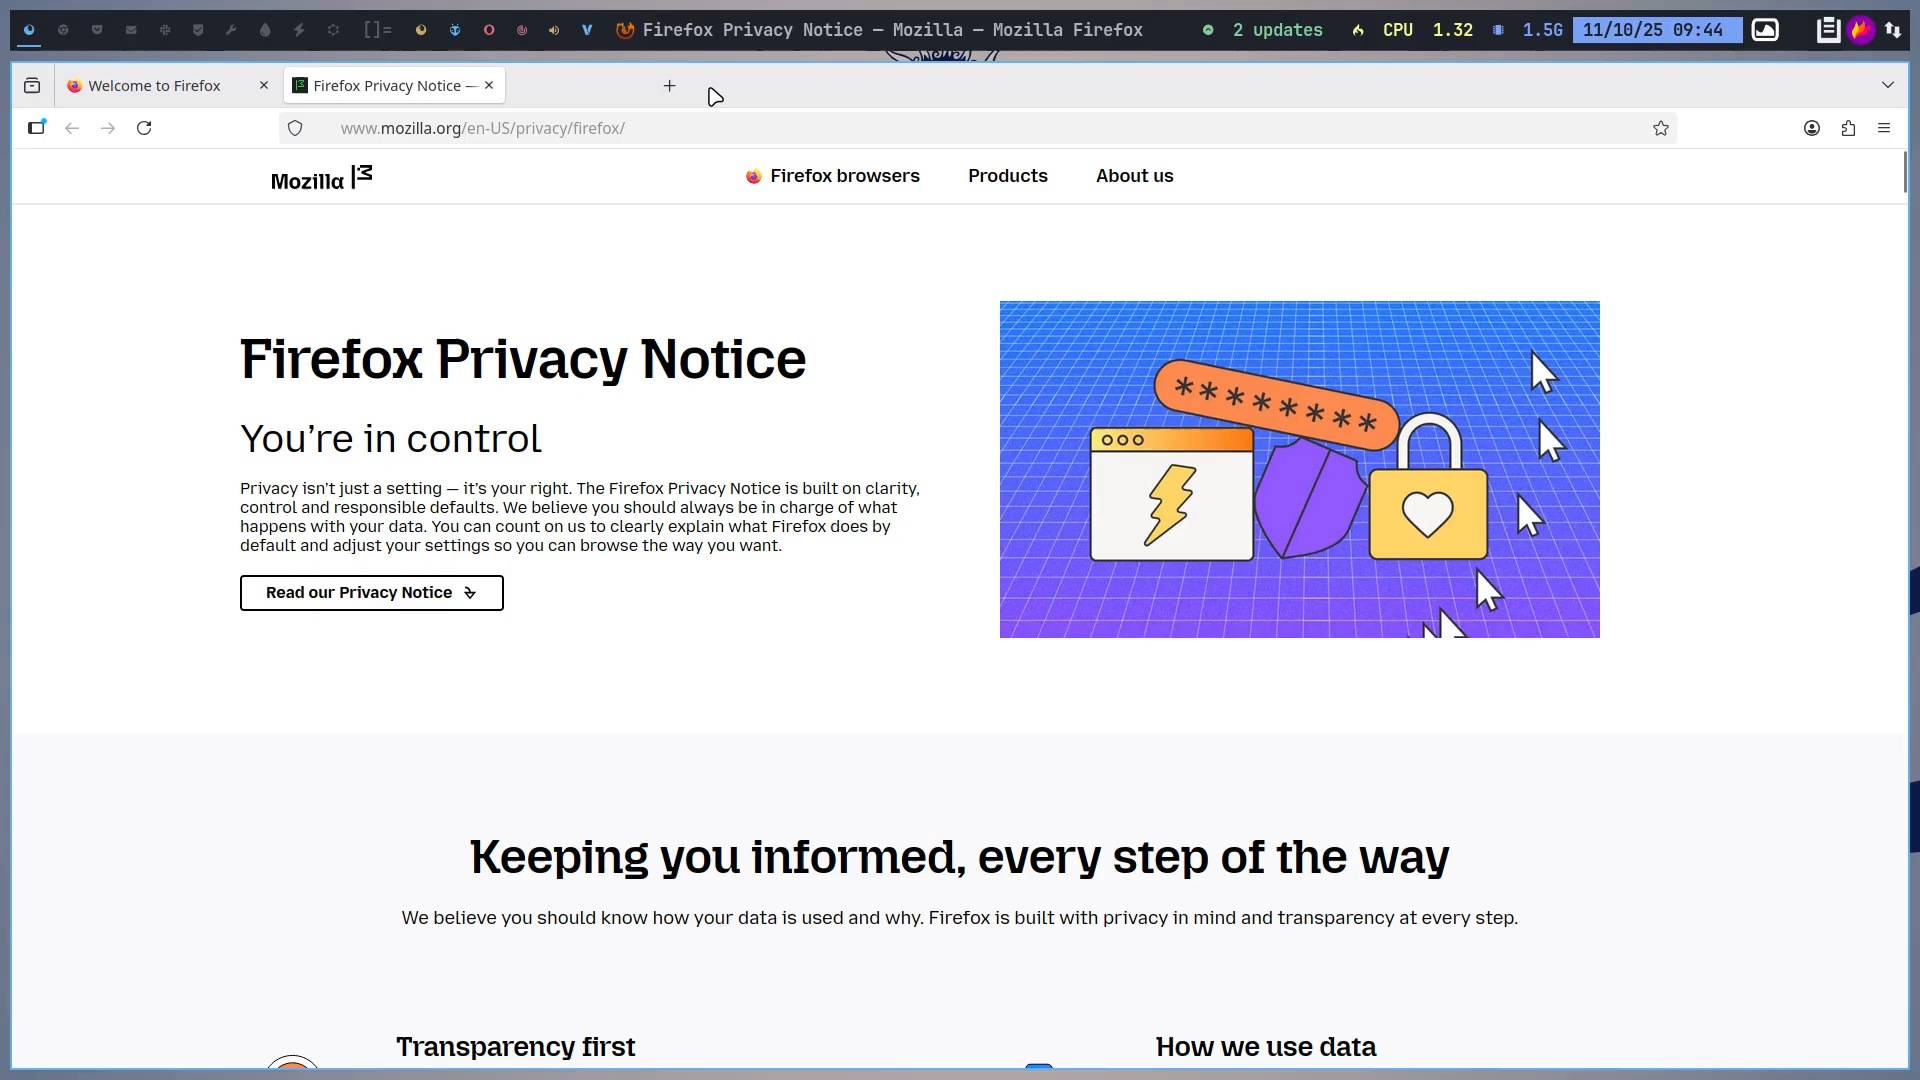 []=
Firefox Privacy Notice — Mozilla — Mozilla Firefox
2 updates
CPU 1.32
1.5G
11/10/25 09:44
Welcome to Firefox
Firefox Privacy Notice —
www.mozilla.org/en-US/privacy/firefox/
Mozilla
Firefox browsers
Products
About us
Firefox Privacy Notice
You’re in control
Privacy isn’t just a setting — it’s your right. The Firefox Privacy Notice is built on clarity,
control and responsible defaults. We believe you should always be in charge of what
happens with your data. You can count on us to clearly explain what Firefox does by
default and adjust your settings so you can browse the way you want.
Read our Privacy Notice
********
Keeping you informed, every step of the way
We believe you should know how your data is used and why. Firefox is built with privacy in mind and transparency at every step.
Transparency first
How we use data